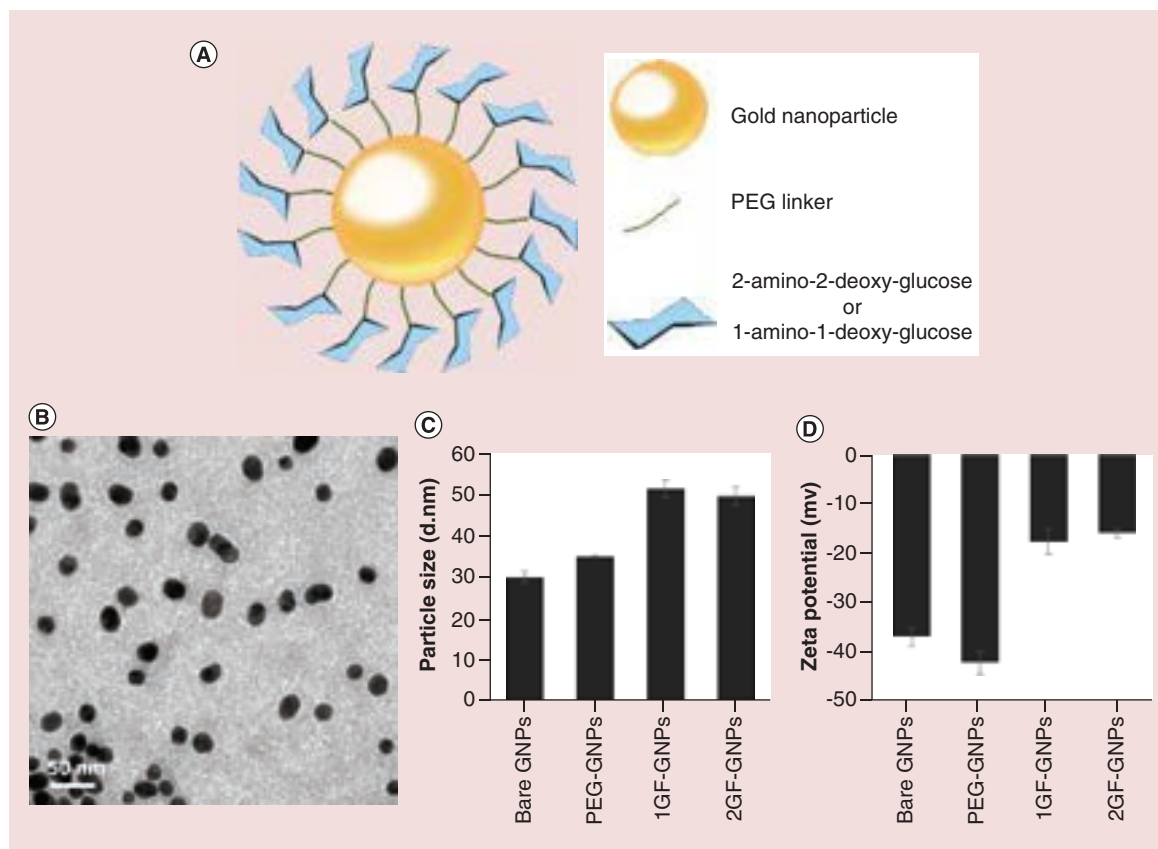 A
Gold nanoparticle
PEG linker
2-amino-2-deoxy-glucose
or
1-amino-1-deoxy-glucose
B
50 nm
C
Particle size (d.nm)
60
50
40
30
20
10
0
Bare GNPs
PEG-GNPs
1GF-GNPs
2GF-GNPs
D
Zeta potential (mv)
0
-10
-20
-30
-40
-50
Bare GNPs
PEG-GNPs
1GF-GNPs
2GF-GNPs